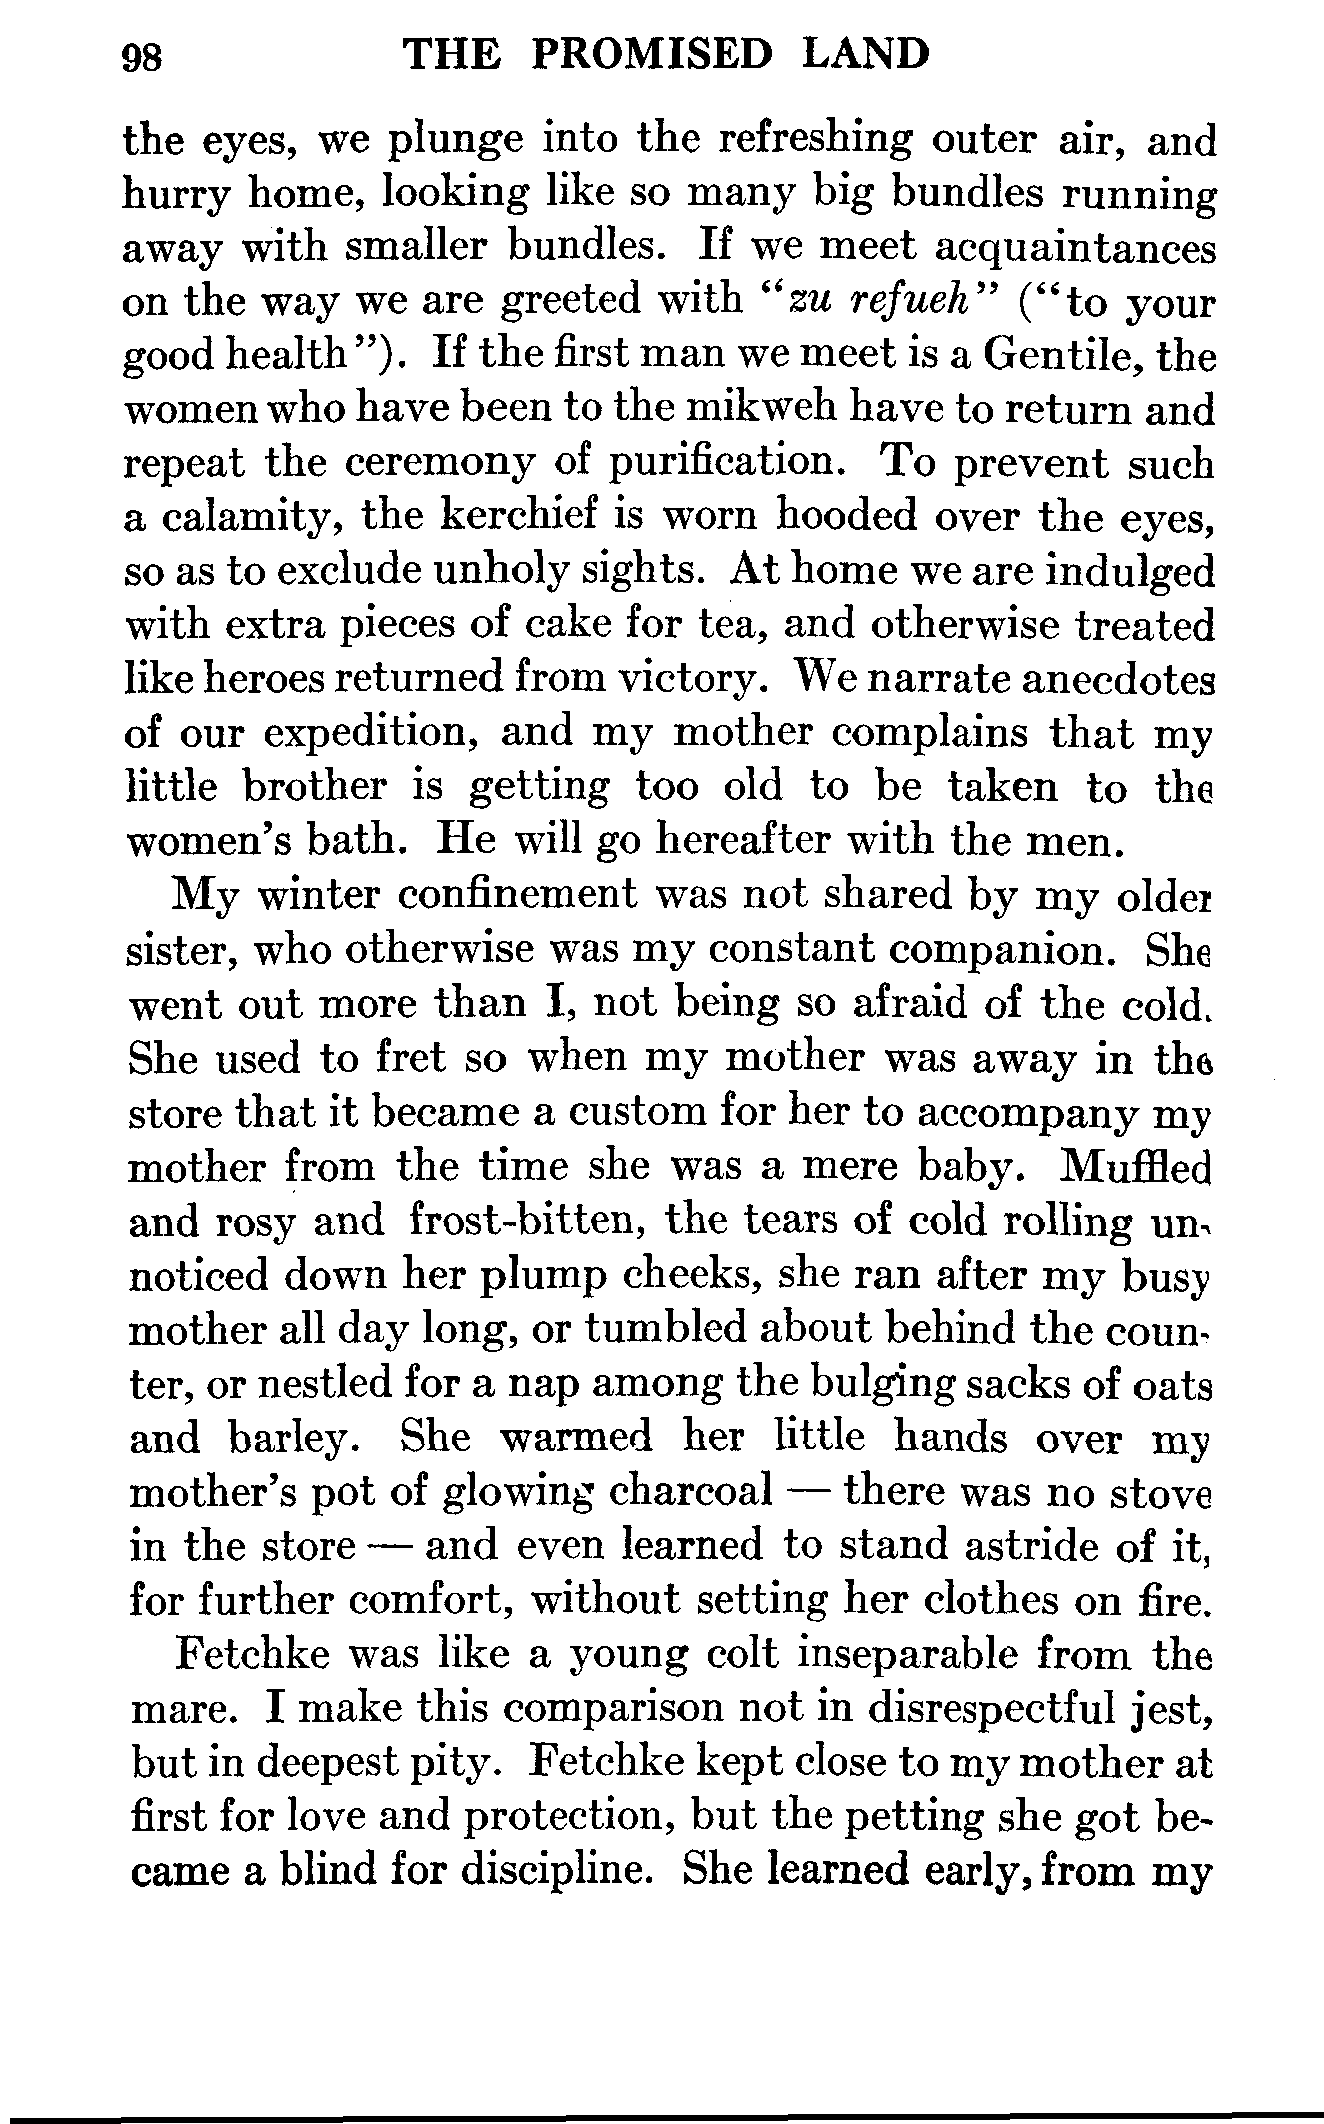 98 THE PROMISED LAND
the eyes, we plunge into the refreshing outer air, and
hurry home, looking like so many big bundles running
away with smaller bundles. If we meet acquaintances
on the way we are greeted with “zu refueh” (“to your
good health”). If the first man we meet is a Gentile, the
women who have been to the mikweh have to return and
repeat the ceremony of purification. To prevent such
a calamity, the kerchief is worn hooded over the eyes,
so as to exclude unholy sights. At home we are indulged
with extra pieces of cake for tea, and otherwise treated
like heroes returned from victory. We narrate anecdotes
of our expedition, and my mother complains that my
little brother is getting too old to be taken to the
women's bath. He will go hereafter with the men.
My winter confinement was not shared by my older
sister, who otherwise was my constant companion. She
went out more than I, not being so afraid of the cold.
She used to fret so when my mother was away in the
store that it became a custom for her to accompany my
mother from the time she was a mere baby. Muffled
and rosy and frost-bitten, the tears of cold rolling un-
noticed down her plump cheeks, she ran after my busy
mother all day long, or tumbled about behind the coun-
ter, or nestled for a nap among the bulging sacks of oats
and barley. She warmed her little hands over my
mother's pot of glowing charcoal — there was no stove
in the store — and even learned to stand astride of it,
for further comfort, without setting her clothes on fire.
Fetchke was like a young colt inseparable from the
mare. I make this comparison not in disrespectful jest,
but in deepest pity. Fetchke kept close to my mother at
first for love and protection, but the petting she got be-
came a blind for discipline. She learned early, from my